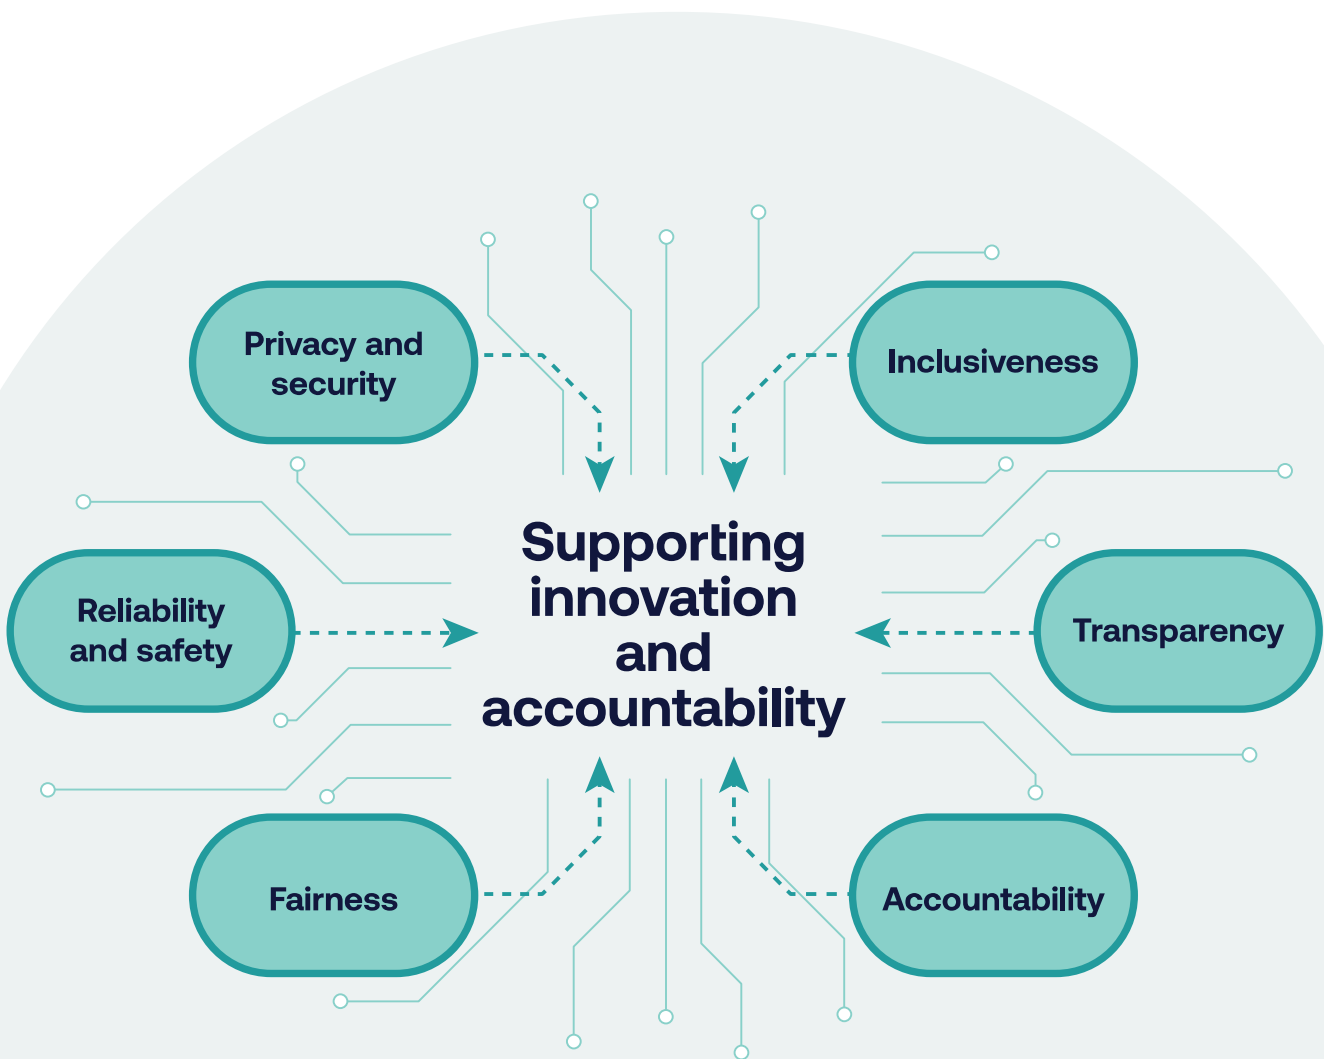 Privacy and
security
Inclusiveness
Supporting
innovation
and
accountability
Reliability
and safety
Transparency
Fairness
Accountability